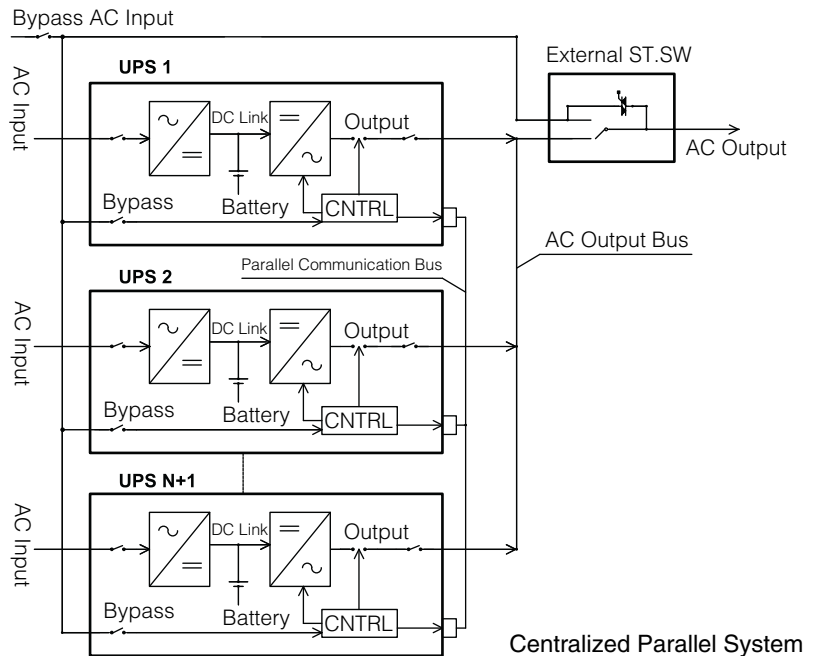 Bypass AC Input
External ST.SW
AC Output
AC Input
UPS 1
DC Link
Output
Bypass
Battery
CNTRL
AC Output Bus
Parallel Communication Bus
AC Input
UPS 2
DC Link
Output
Bypass
Battery
CNTRL
AC Input
UPS N+1
DC Link
Output
Bypass
Battery
CNTRL
Centralized Parallel System